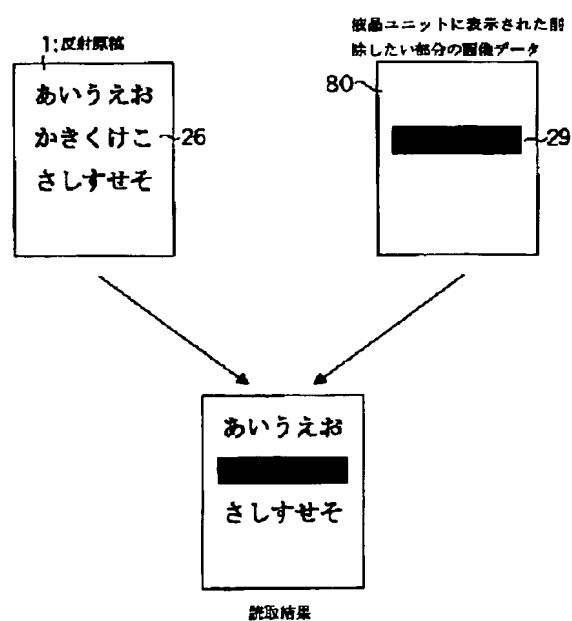 1:反射原稿
あいうえお
かきくけこ
26
さしすせそ
液晶ユニットに表示された削
除したい部分の画像データ
80
29
あいうえお
さしすせそ
読取結果